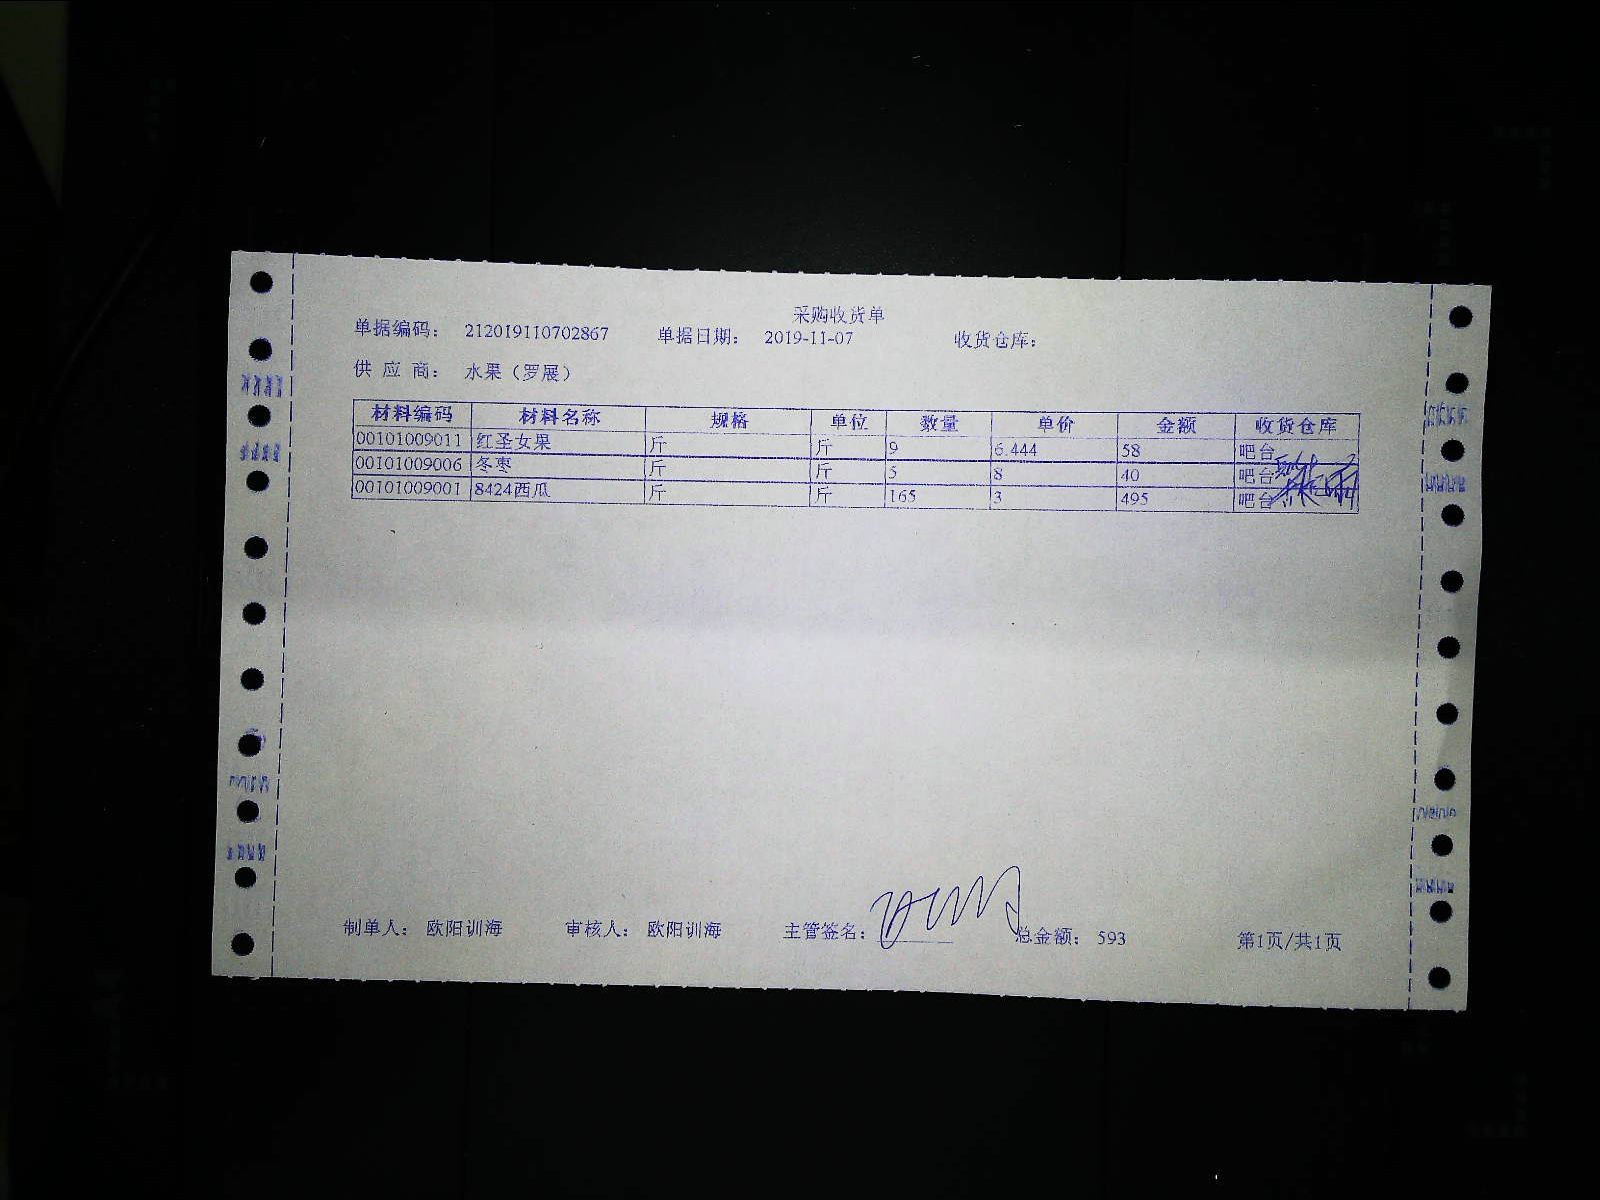 采购收货单
单据编码： 212019110702867 单据日期： 2019-11-07 收货仓库：
供 应 商： 水果（罗展）
材料编码 材料名称 规格 单位 数量 单价 金额 收货仓库
00101009011 红圣女果 斤 斤 9 6.444 58 吧台
00101009006 冬枣 斤 斤 5 8 40 吧台
00101009001 8424西瓜 斤 斤 165 3 495 吧台
制单人： 欧阳训海 审核人： 欧阳训海 主管签名： 总金额： 593 第1页/共1页